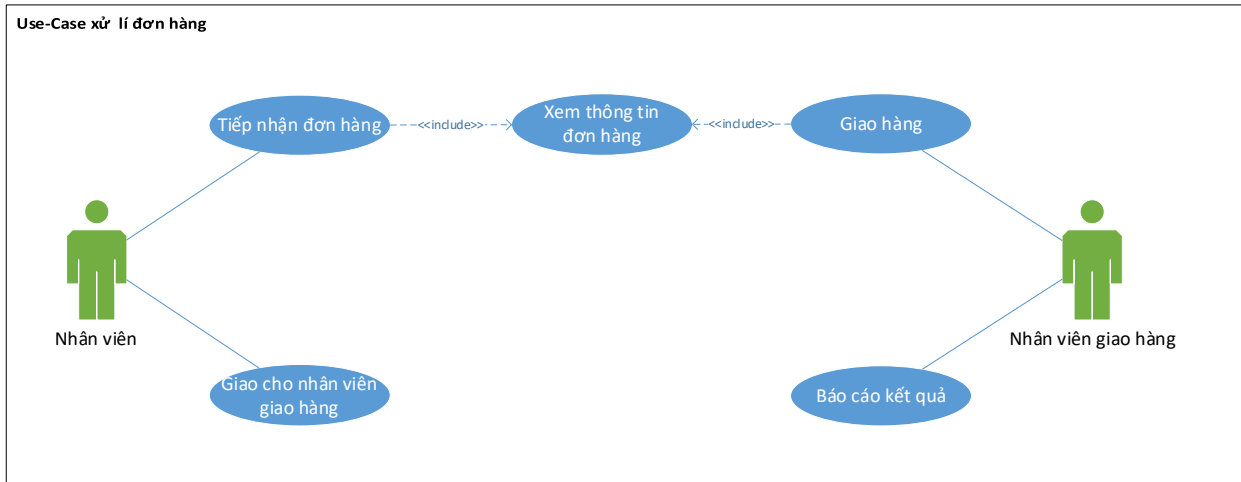 Use-Case xử lí đơn hàng
Tiếp nhận đơn hàng
<<include>>
Xem thông tin
đơn hàng
<<include>>
Giao hàng
Nhân viên
Nhân viên giao hàng
Giao cho nhân viên
giao hàng
Báo cáo kết quả